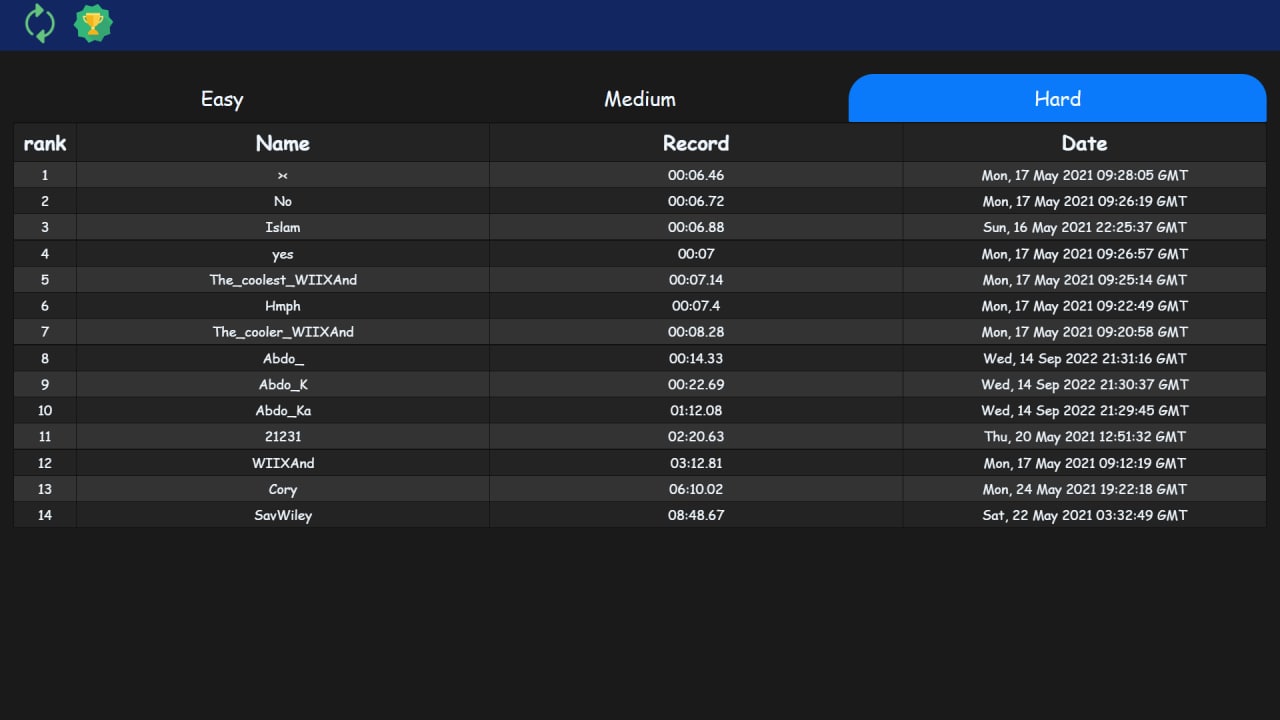 Easy Medium Hard
rank Name Record Date
1 >< 00:06.46 Mon, 17 May 2021 09:28:05 GMT
2 No 00:06.72 Mon, 17 May 2021 09:26:19 GMT
3 Islam 00:06.88 Sun, 16 May 2021 22:25:37 GMT
4 yes 00:07 Mon, 17 May 2021 09:26:57 GMT
5 The_coolest_WIIXAnd 00:07.14 Mon, 17 May 2021 09:25:14 GMT
6 Hmph 00:07.4 Mon, 17 May 2021 09:22:49 GMT
7 The_cooler_WIIXAnd 00:08.28 Mon, 17 May 2021 09:20:58 GMT
8 Abdo_ 00:14.33 Wed, 14 Sep 2022 21:31:16 GMT
9 Abdo_K 00:22.69 Wed, 14 Sep 2022 21:30:37 GMT
10 Abdo_Ka 01:12.08 Wed, 14 Sep 2022 21:29:45 GMT
11 21231 02:20.63 Thu, 20 May 2021 12:51:32 GMT
12 WIIXAnd 03:12.81 Mon, 17 May 2021 09:12:19 GMT
13 Cory 06:10.02 Mon, 24 May 2021 19:22:18 GMT
14 SavWiley 08:48.67 Sat, 22 May 2021 03:32:49 GMT